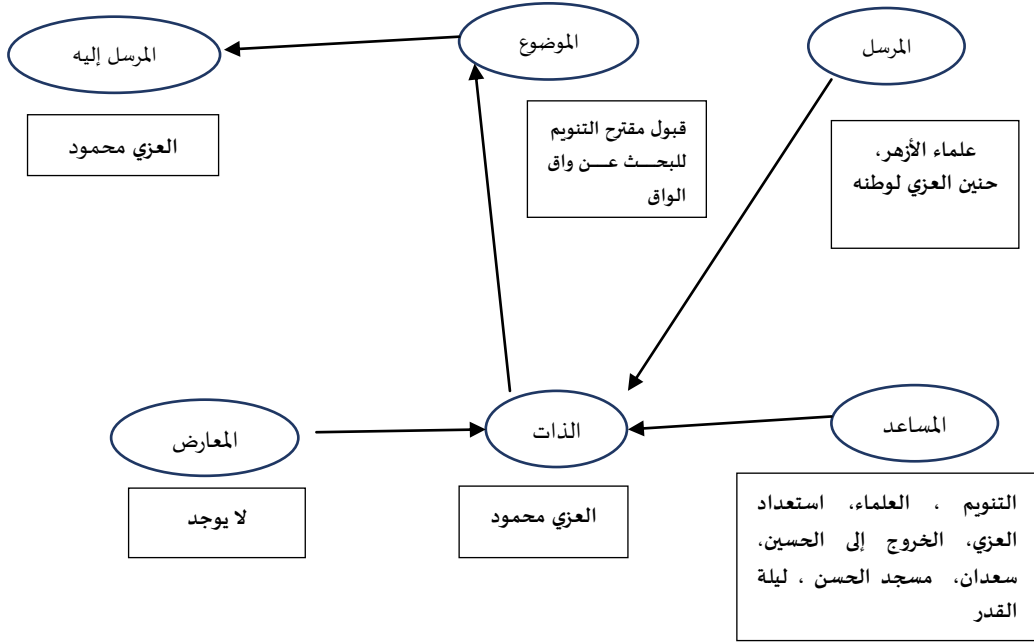 المرسل
الموضوع
المرسل إليه
علماء الأزهر،
حنين العزي لوطنه
قبول مقترح التنويم
للبحـــث عـــن واق
الواق
العزي محمود
المساعد
الذات
المعارض
التنويم ، العلماء، استعداد
العزي، الخروج إلى الحسين،
سعدان، مسجد الحسن ، ليلة
القدر
العزي محمود
لا يوجد